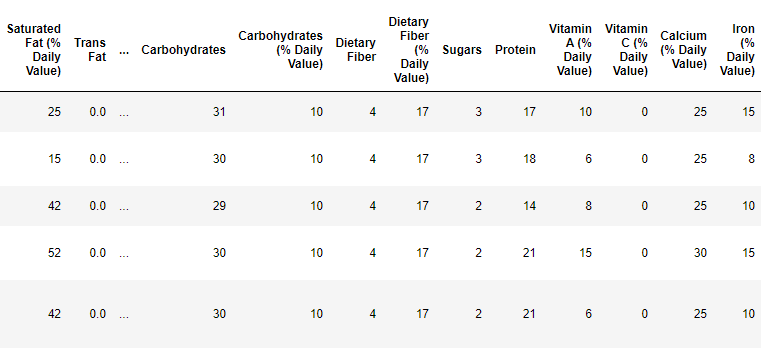 Saturated Fat (% Daily Value) Trans Fat ... Carbohydrates Carbohydrates (% Daily Value) Dietary Fiber Dietary Fiber (% Daily Value) Sugars Protein Vitamin A (% Daily Value) Vitamin C (% Daily Value) Calcium (% Daily Value) Iron (% Daily Value)
25 0.0 ... 31 10 4 17 3 17 10 0 25 15
15 0.0 ... 30 10 4 17 3 18 6 0 25 8
42 0.0 ... 29 10 4 17 2 14 8 0 25 10
52 0.0 ... 30 10 4 17 2 21 15 0 30 15
42 0.0 ... 30 10 4 17 2 21 6 0 25 10